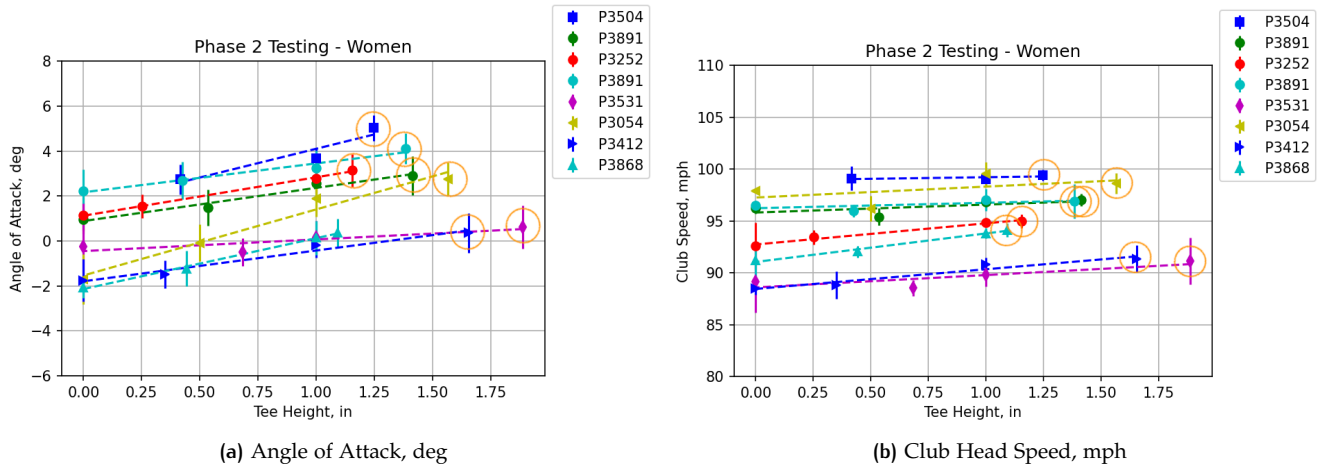 Phase 2 Testing - Women
8
6
4
2
0
−2
−4
−6
Angle of Attack, deg
0.00 0.25 0.50 0.75 1.00 1.25 1.50 1.75
Tee Height, in
P3504
P3891
P3252
P3891
P3531
P3054
P3412
P3868
(a) Angle of Attack, deg
Phase 2 Testing - Women
110
105
100
95
90
85
80
Club Speed, mph
0.00 0.25 0.50 0.75 1.00 1.25 1.50 1.75
Tee Height, in
P3504
P3891
P3252
P3891
P3531
P3054
P3412
P3868
(b) Club Head Speed, mph